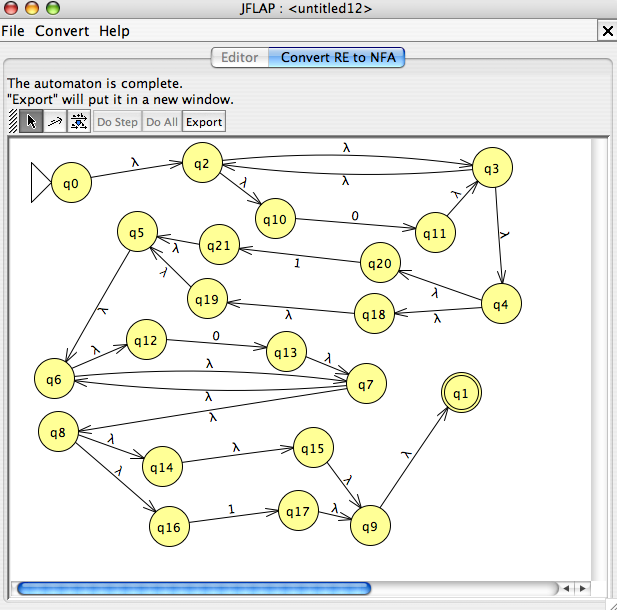 JFLAP : <untitled12>
File Convert Help
Editor Convert RE to NFA
The automaton is complete.
"Export" will put it in a new window.
Do Step Do All Export
λ
q0
q2
λ
λ
q3
λ
q10
0
q11
λ
λ
q5
λ
q21
1
q20
λ
q4
λ
q19
λ
q18
λ
λ
q6
λ
q12
0
q13
λ
λ
λ
q7
λ
q1
q8
λ
q14
λ
q15
λ
λ
q16
1
q17
λ
q9
λ